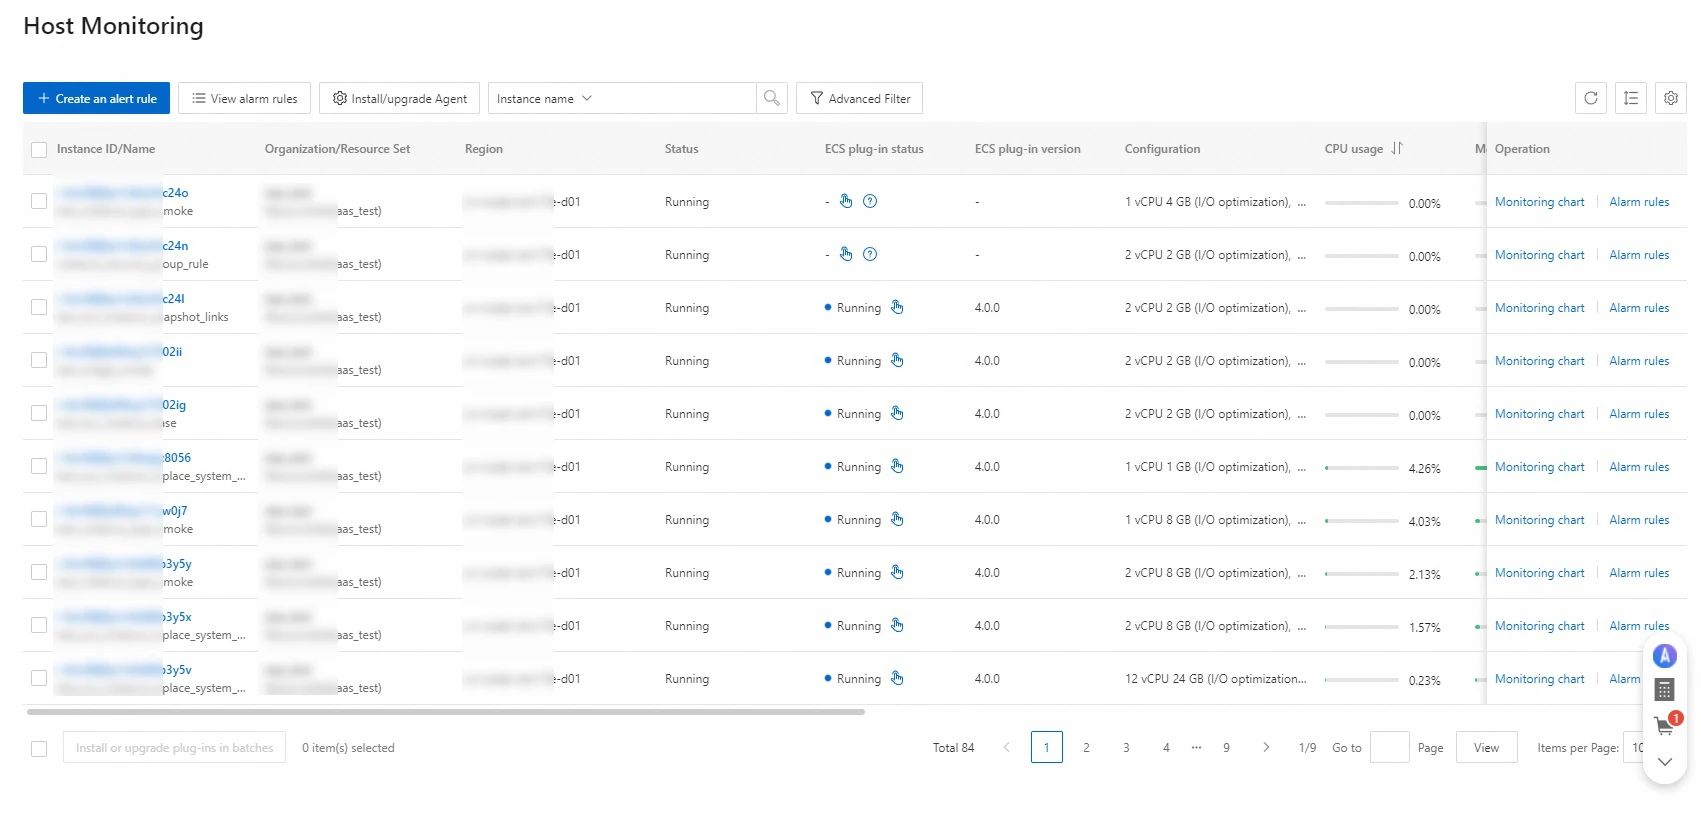 Host Monitoring
Create an alert rule
View alarm rules
Install/upgrade Agent
Instance name
Advanced Filter
Instance ID/Name Organization/Resource Set Region Status ECS plug-in status ECS plug-in version Configuration CPU usage Operation
c24o
moke aas_test) e-d01 Running - - 1 vCPU 4 GB (I/O optimization), ... 0.00% Monitoring chart Alarm rules
c24n
oup_rule aas_test) e-d01 Running - - 2 vCPU 2 GB (I/O optimization), ... 0.00% Monitoring chart Alarm rules
c24l
apshot_links aas_test) e-d01 Running Running 4.0.0 2 vCPU 2 GB (I/O optimization), ... 0.00% Monitoring chart Alarm rules
02ii
aas_test) e-d01 Running Running 4.0.0 2 vCPU 2 GB (I/O optimization), ... 0.00% Monitoring chart Alarm rules
02ig
ase aas_test) e-d01 Running Running 4.0.0 2 vCPU 2 GB (I/O optimization), ... 0.00% Monitoring chart Alarm rules
8056
place_system_... aas_test) e-d01 Running Running 4.0.0 1 vCPU 1 GB (I/O optimization), ... 4.26% Monitoring chart Alarm rules
w0j7
moke aas_test) e-d01 Running Running 4.0.0 1 vCPU 8 GB (I/O optimization), ... 4.03% Monitoring chart Alarm rules
3y5y
moke aas_test) e-d01 Running Running 4.0.0 2 vCPU 8 GB (I/O optimization), ... 2.13% Monitoring chart Alarm rules
3y5x
place_system_... aas_test) e-d01 Running Running 4.0.0 2 vCPU 8 GB (I/O optimization), ... 1.57% Monitoring chart Alarm rules
3y5v
place_system_... aas_test) e-d01 Running Running 4.0.0 12 vCPU 24 GB (I/O optimization... 0.23% Monitoring chart Alarm
Install or upgrade plug-ins in batches 0 item(s) selected Total 84 1 2 3 4 ... 9 1/9 Go to Page View Items per Page: 10
1